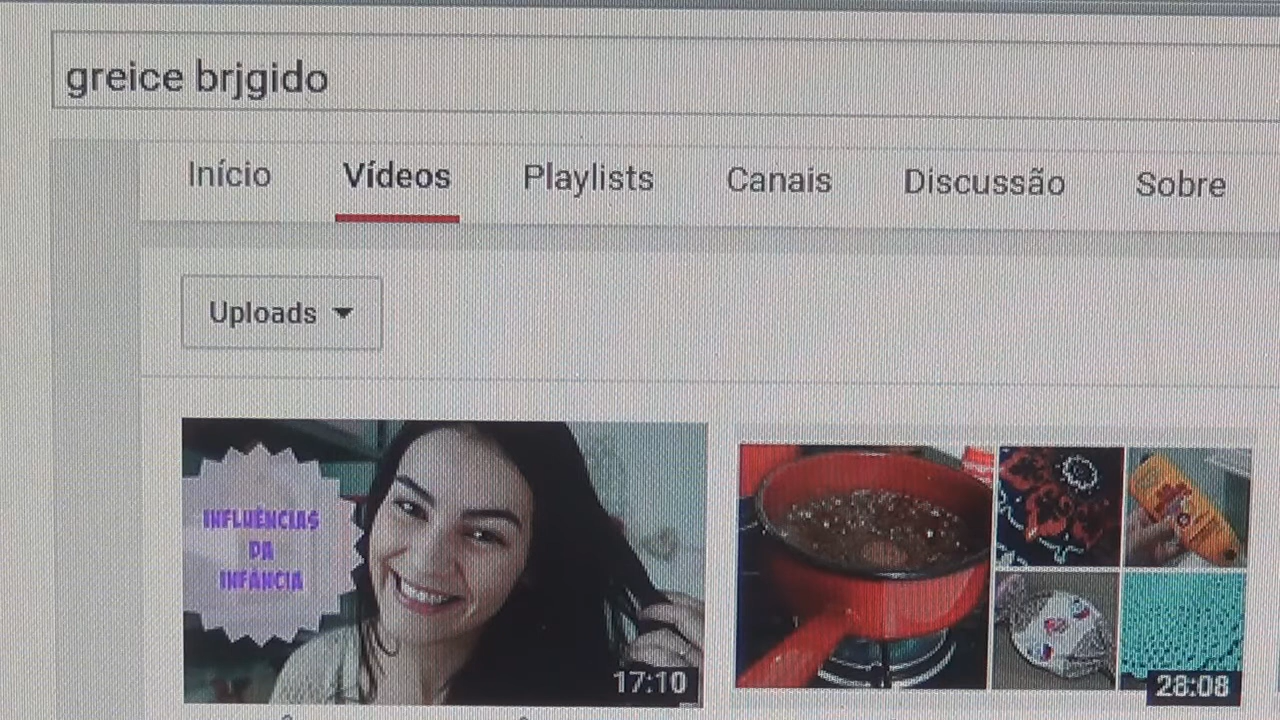 greice brjgido
Início Vídeos Playlists Canais Discussão Sobre
Uploads
INFLUÊNCIAS
DA
INFÂNCIA
17:10
28:08